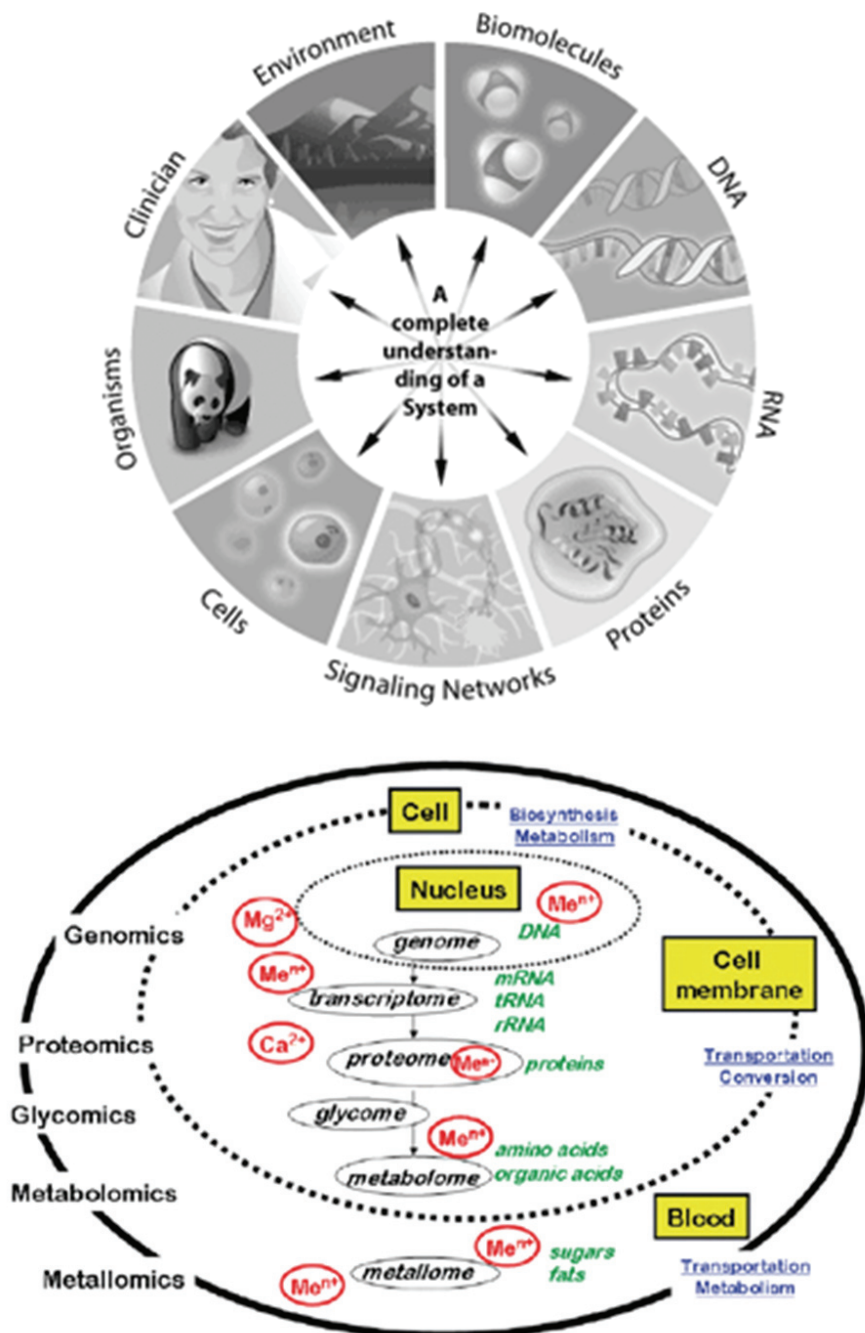 Environment
Biomolecules
Clinician
DNA
A
complete
understan-
ding of a
System
Organisms
RNA
Cells
Proteins
Signaling Networks
Cell
Biosynthesis
Metabolism
Nucleus
Meⁿ⁺
Mg²⁺
Genomics
DNA
genome
Cell
membrane
Meⁿ⁺
mRNA
transcriptome
tRNA
rRNA
Ca²⁺
Proteomics
proteome
Meⁿ⁺
proteins
Transportation
Conversion
Glycomics
glycome
Meⁿ⁺
amino acids
metabolome
organic acids
Metabolomics
Blood
Meⁿ⁺
sugars
Metallomics
metallome
fats
Meⁿ⁺
Transportation
Metabolism